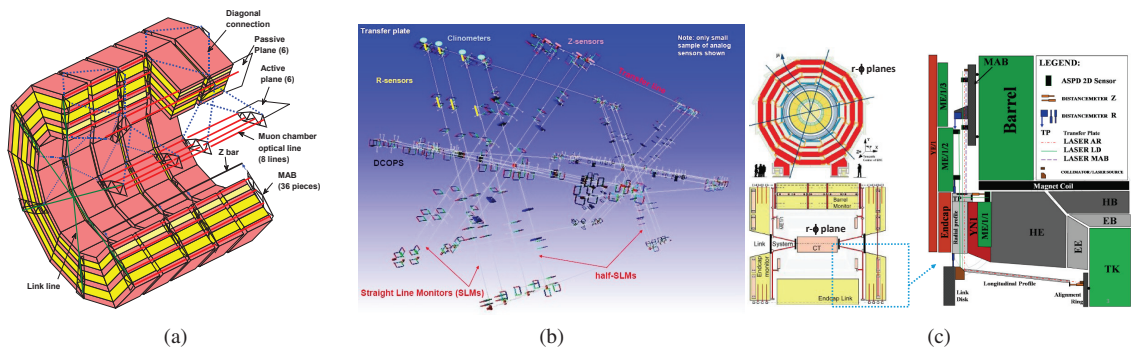 Diagonal
connection
Passive
Plane (6)
Active
plane (6)
Muon chamber
optical line
(8 lines)
Z bar
MAB
(36 pieces)
Link line
(a)
Transfer plate
Clinometers
Z-sensors
Note: only small
sample of analog
sensors shown
R-sensors
DCOPS
half-SLMs
Straight Line Monitors (SLMs)
(b)
r-ϕ planes
Barrel
Monitor
r-ϕ plane
Link
System
CT
Endcap
monitor
Endcap Link
MAB
LEGEND:
ASPD 2D Sensor
DISTANCEMETER Z
DISTANCEMETER R
TP Transfer Plate
LASER AR
LASER LD
LASER MAB
COLLIMATOR/LASER SOURCE
YE/1
ME/1/3
ME/1/2
Barrel
Magnet Coil
TP
Endcap
Radial profile
YN1
ME/1/1
HE
HB
EB
EE
TK
Link
Disk
Longitudinal Profile
Alignment
Ring
(c)